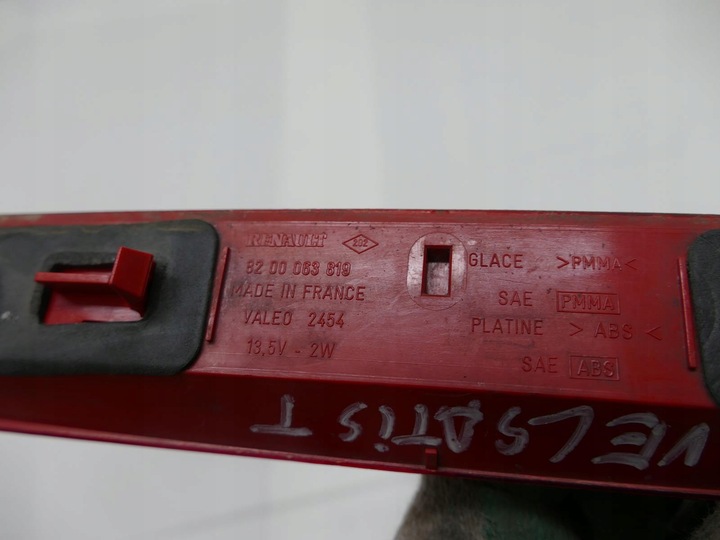 RENAULT 282
82 00 063 819
MADE IN FRANCE
VALEO 2454
13,5V - 2W
GLACE >PMMA<
SAE PMMA
PLATINE > ABS <
SAE ABS
VELSATIS T